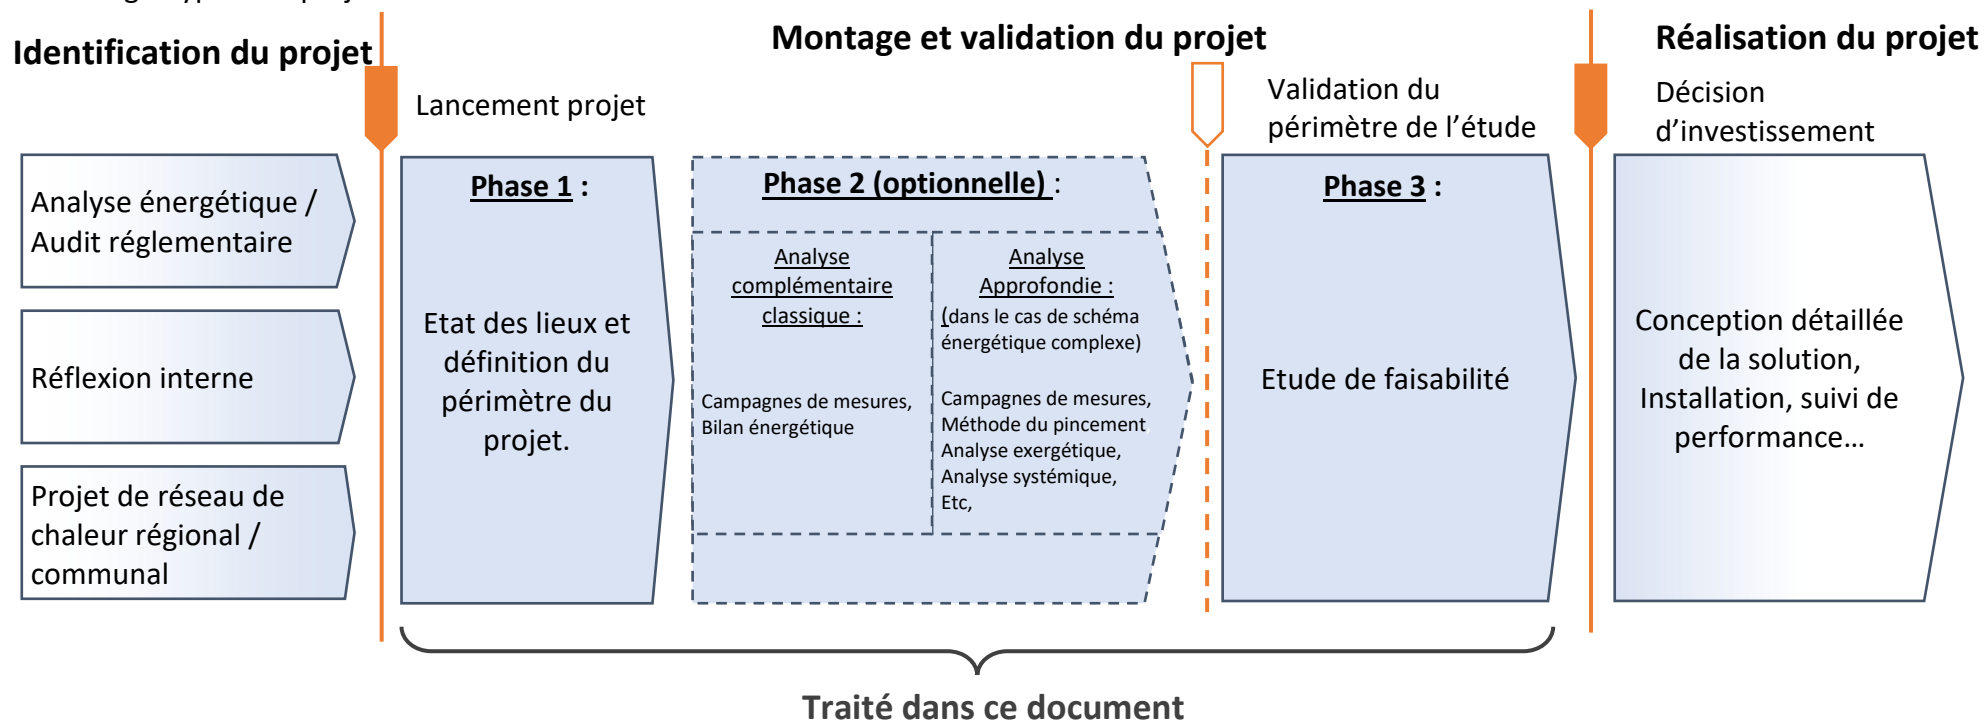 Identification du projet
Montage et validation du projet
Réalisation du projet
Lancement projet
Validation du
périmètre de l’étude
Décision
d’investissement
Analyse énergétique /
Audit réglementaire
Réflexion interne
Projet de réseau de
chaleur régional /
communal
Phase 1 :
Etat des lieux et
définition du
périmètre du
projet.
Phase 2 (optionnelle) :
Analyse
complémentaire
classique :
Campagnes de mesures,
Bilan énergétique
Analyse
Approfondie :
(dans le cas de schéma
énergétique complexe)
Campagnes de mesures,
Méthode du pincement
Analyse exergétique,
Analyse systémique,
Etc,
Phase 3 :
Etude de faisabilité
Conception détaillée
de la solution,
Installation, suivi de
performance…
Traité dans ce document